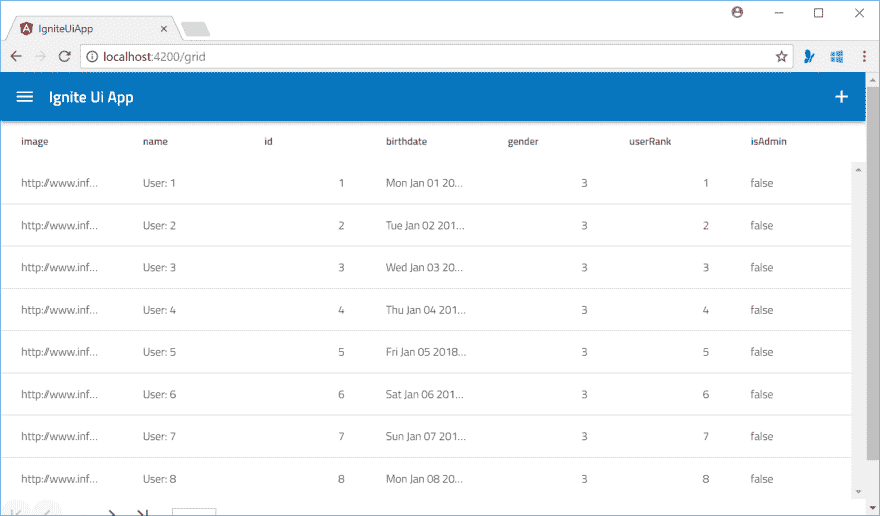 IgniteUiApp
localhost:4200/grid
Ignite Ui App
image name id birthdate gender userRank isAdmin
http://www.inf... User: 1 1 Mon Jan 01 20... 3 1 false
http://www.inf... User: 2 2 Tue Jan 02 201... 3 2 false
http://www.inf... User: 3 3 Wed Jan 03 20... 3 3 false
http://www.inf... User: 4 4 Thu Jan 04 201... 3 4 false
http://www.inf... User: 5 5 Fri Jan 05 2018... 3 5 false
http://www.inf... User: 6 6 Sat Jan 06 201... 3 6 false
http://www.inf... User: 7 7 Sun Jan 07 201... 3 7 false
http://www.inf... User: 8 8 Mon Jan 08 20... 3 8 false